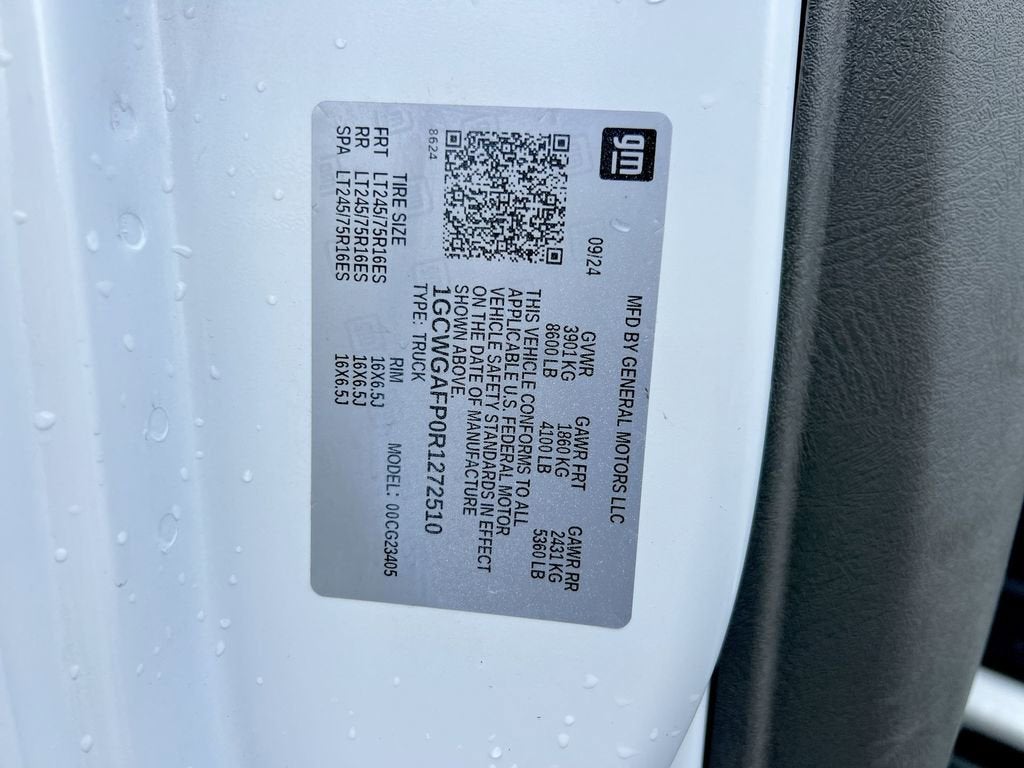 gm
MFD BY GENERAL MOTORS LLC
09/24
GVWR GAWR FRT GAWR RR
3901 KG 1860 KG 2431 KG
8600 LB 4100 LB 5360 LB
THIS VEHICLE CONFORMS TO ALL
APPLICABLE U.S. FEDERAL MOTOR
VEHICLE SAFETY STANDARDS IN EFFECT
ON THE DATE OF MANUFACTURE
SHOWN ABOVE.
1GCWGAFP0R1272510
8624
TYPE: TRUCK MODEL: 00CG23405
TIRE SIZE RIM
FRT LT245/75R16ES 16X6.5J
RR LT245/75R16ES 16X6.5J
SPA LT245/75R16ES 16X6.5J